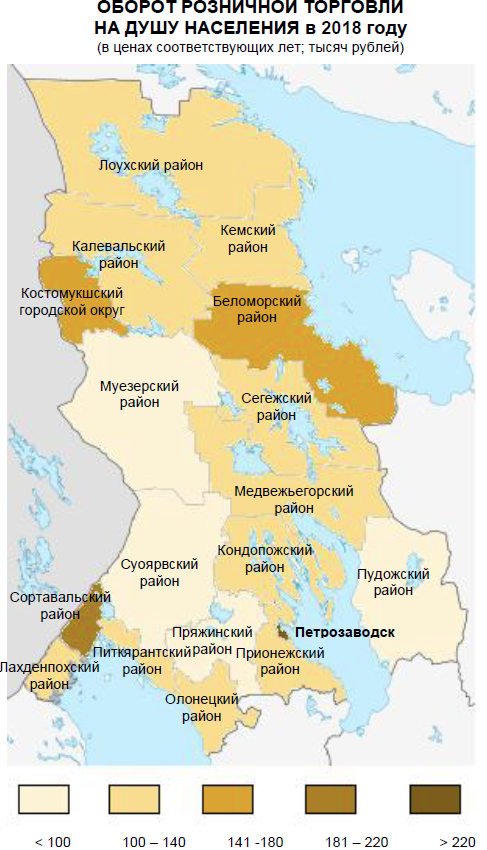 ОБОРОТ РОЗНИЧНОЙ ТОРГОВЛИ
НА ДУШУ НАСЕЛЕНИЯ в 2018 году
(в ценах соответствующих лет; тысяч рублей)
Лоухский район
Кемский
район
Калевальский
район
Костомукшский
городской округ
Беломорский
район
Муезерский
район
Сегежский
район
Медвежьегорский
район
Кондопожский
район
Суоярвский
район
Пудожский
район
Сортавальский
район
Пряжинский
район
Петрозаводск
Питкярантский
район
Прионежский
район
Лахденпохский
район
Олонецкий
район
< 100 100 – 140 141 -180 181 – 220 > 220